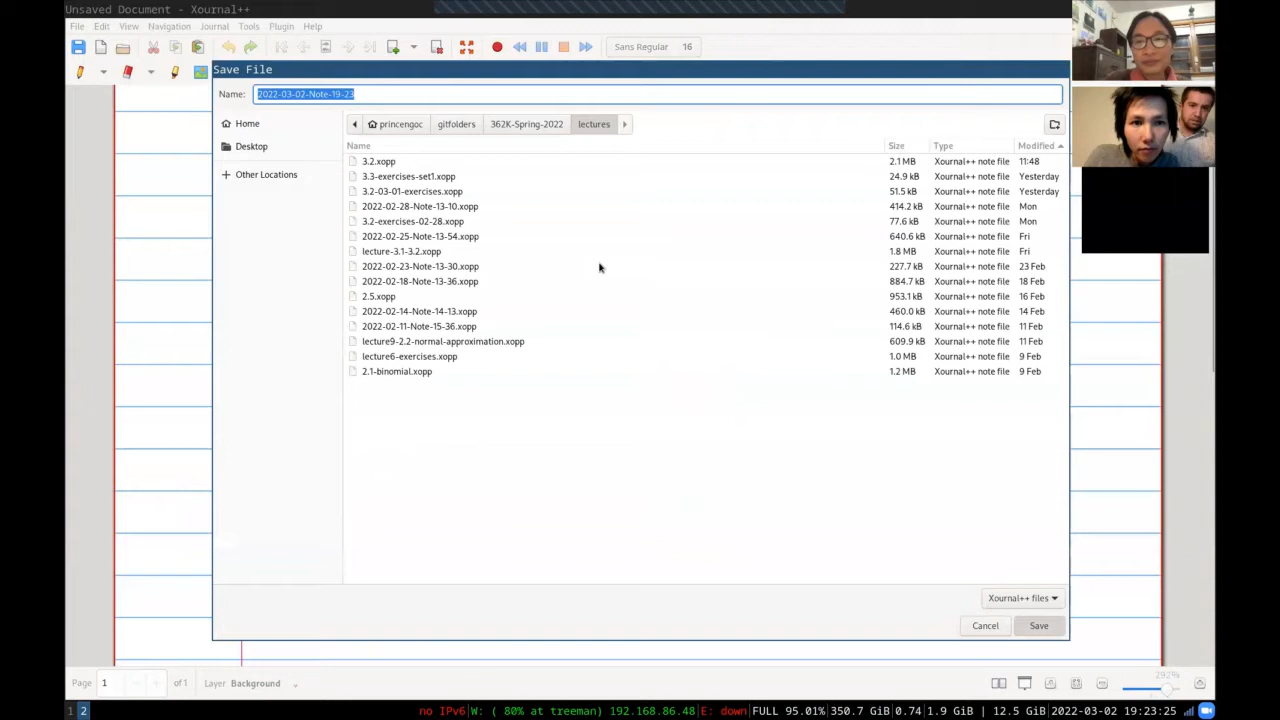 Unsaved Document - Xournal++
File Edit View Navigation Journal Tools Plugin Help
Sans Regular 16
Save File
Name: 2022-03-02-Note-19-23
Home princengoc gitfolders 362K-Spring-2022 lectures
Desktop
Other Locations
Name Size Type Modified
3.2.xopp 2.1 MB Xournal++ note file 11:48
3.3-exercises-set1.xopp 24.9 kB Xournal++ note file Yesterday
3.2-03-01-exercises.xopp 51.5 kB Xournal++ note file Yesterday
2022-02-28-Note-13-10.xopp 414.2 kB Xournal++ note file Mon
3.2-exercises-02-28.xopp 77.6 kB Xournal++ note file Mon
2022-02-25-Note-13-54.xopp 640.6 kB Xournal++ note file Fri
lecture-3.1-3.2.xopp 1.8 MB Xournal++ note file Fri
2022-02-23-Note-13-30.xopp 227.7 kB Xournal++ note file 23 Feb
2022-02-18-Note-13-36.xopp 884.7 kB Xournal++ note file 18 Feb
2.5.xopp 953.1 kB Xournal++ note file 16 Feb
2022-02-14-Note-14-13.xopp 460.0 kB Xournal++ note file 14 Feb
2022-02-11-Note-15-36.xopp 114.6 kB Xournal++ note file 11 Feb
lecture9-2.2-normal-approximation.xopp 609.9 kB Xournal++ note file 11 Feb
lecture6-exercises.xopp 1.0 MB Xournal++ note file 9 Feb
2.1-binomial.xopp 1.2 MB Xournal++ note file 9 Feb
Xournal++ files
Cancel Save
Page 1 of 1 Layer Background
1 2 no IPv6|W: ( 80% at treeman) 192.168.86.48|E: down|FULL 95.01%|350.7 GiB|0.74|1.9 GiB | 12.5 GiB|2022-03-02 19:23:25